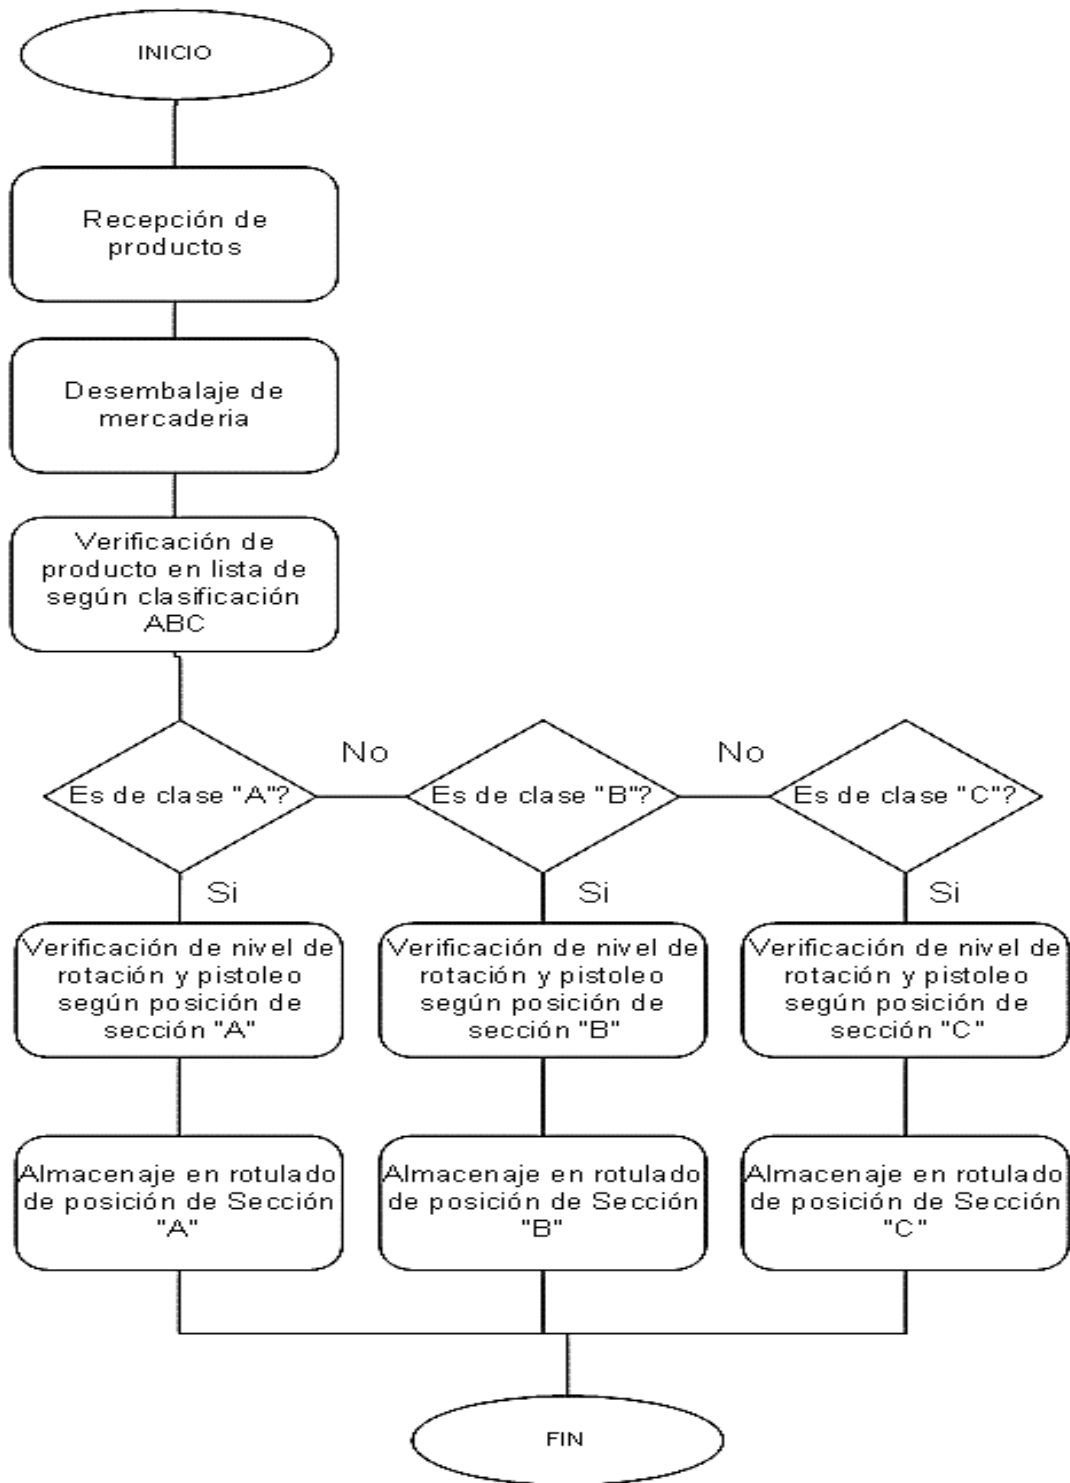 INICIO
Recepción de
productos
Desembalaje de
mercaderia
Verificación de
producto en lista de
según clasificación
ABC
No
No
Es de clase "A"?
Es de clase "B"?
Es de clase "C"?
Si
Si
Si
Verificación de nivel de
rotación y pistoleo
según posición de
sección "A"
Verificación de nivel de
rotación y pistoleo
según posición de
sección "B"
Verificación de nivel de
rotación y pistoleo
según posición de
sección "C"
Almacenaje en rotulado
de posición de Sección
"A"
Almacenaje en rotulado
de posición de Sección
"B"
Almacenaje en rotulado
de posición de Sección
"C"
FIN